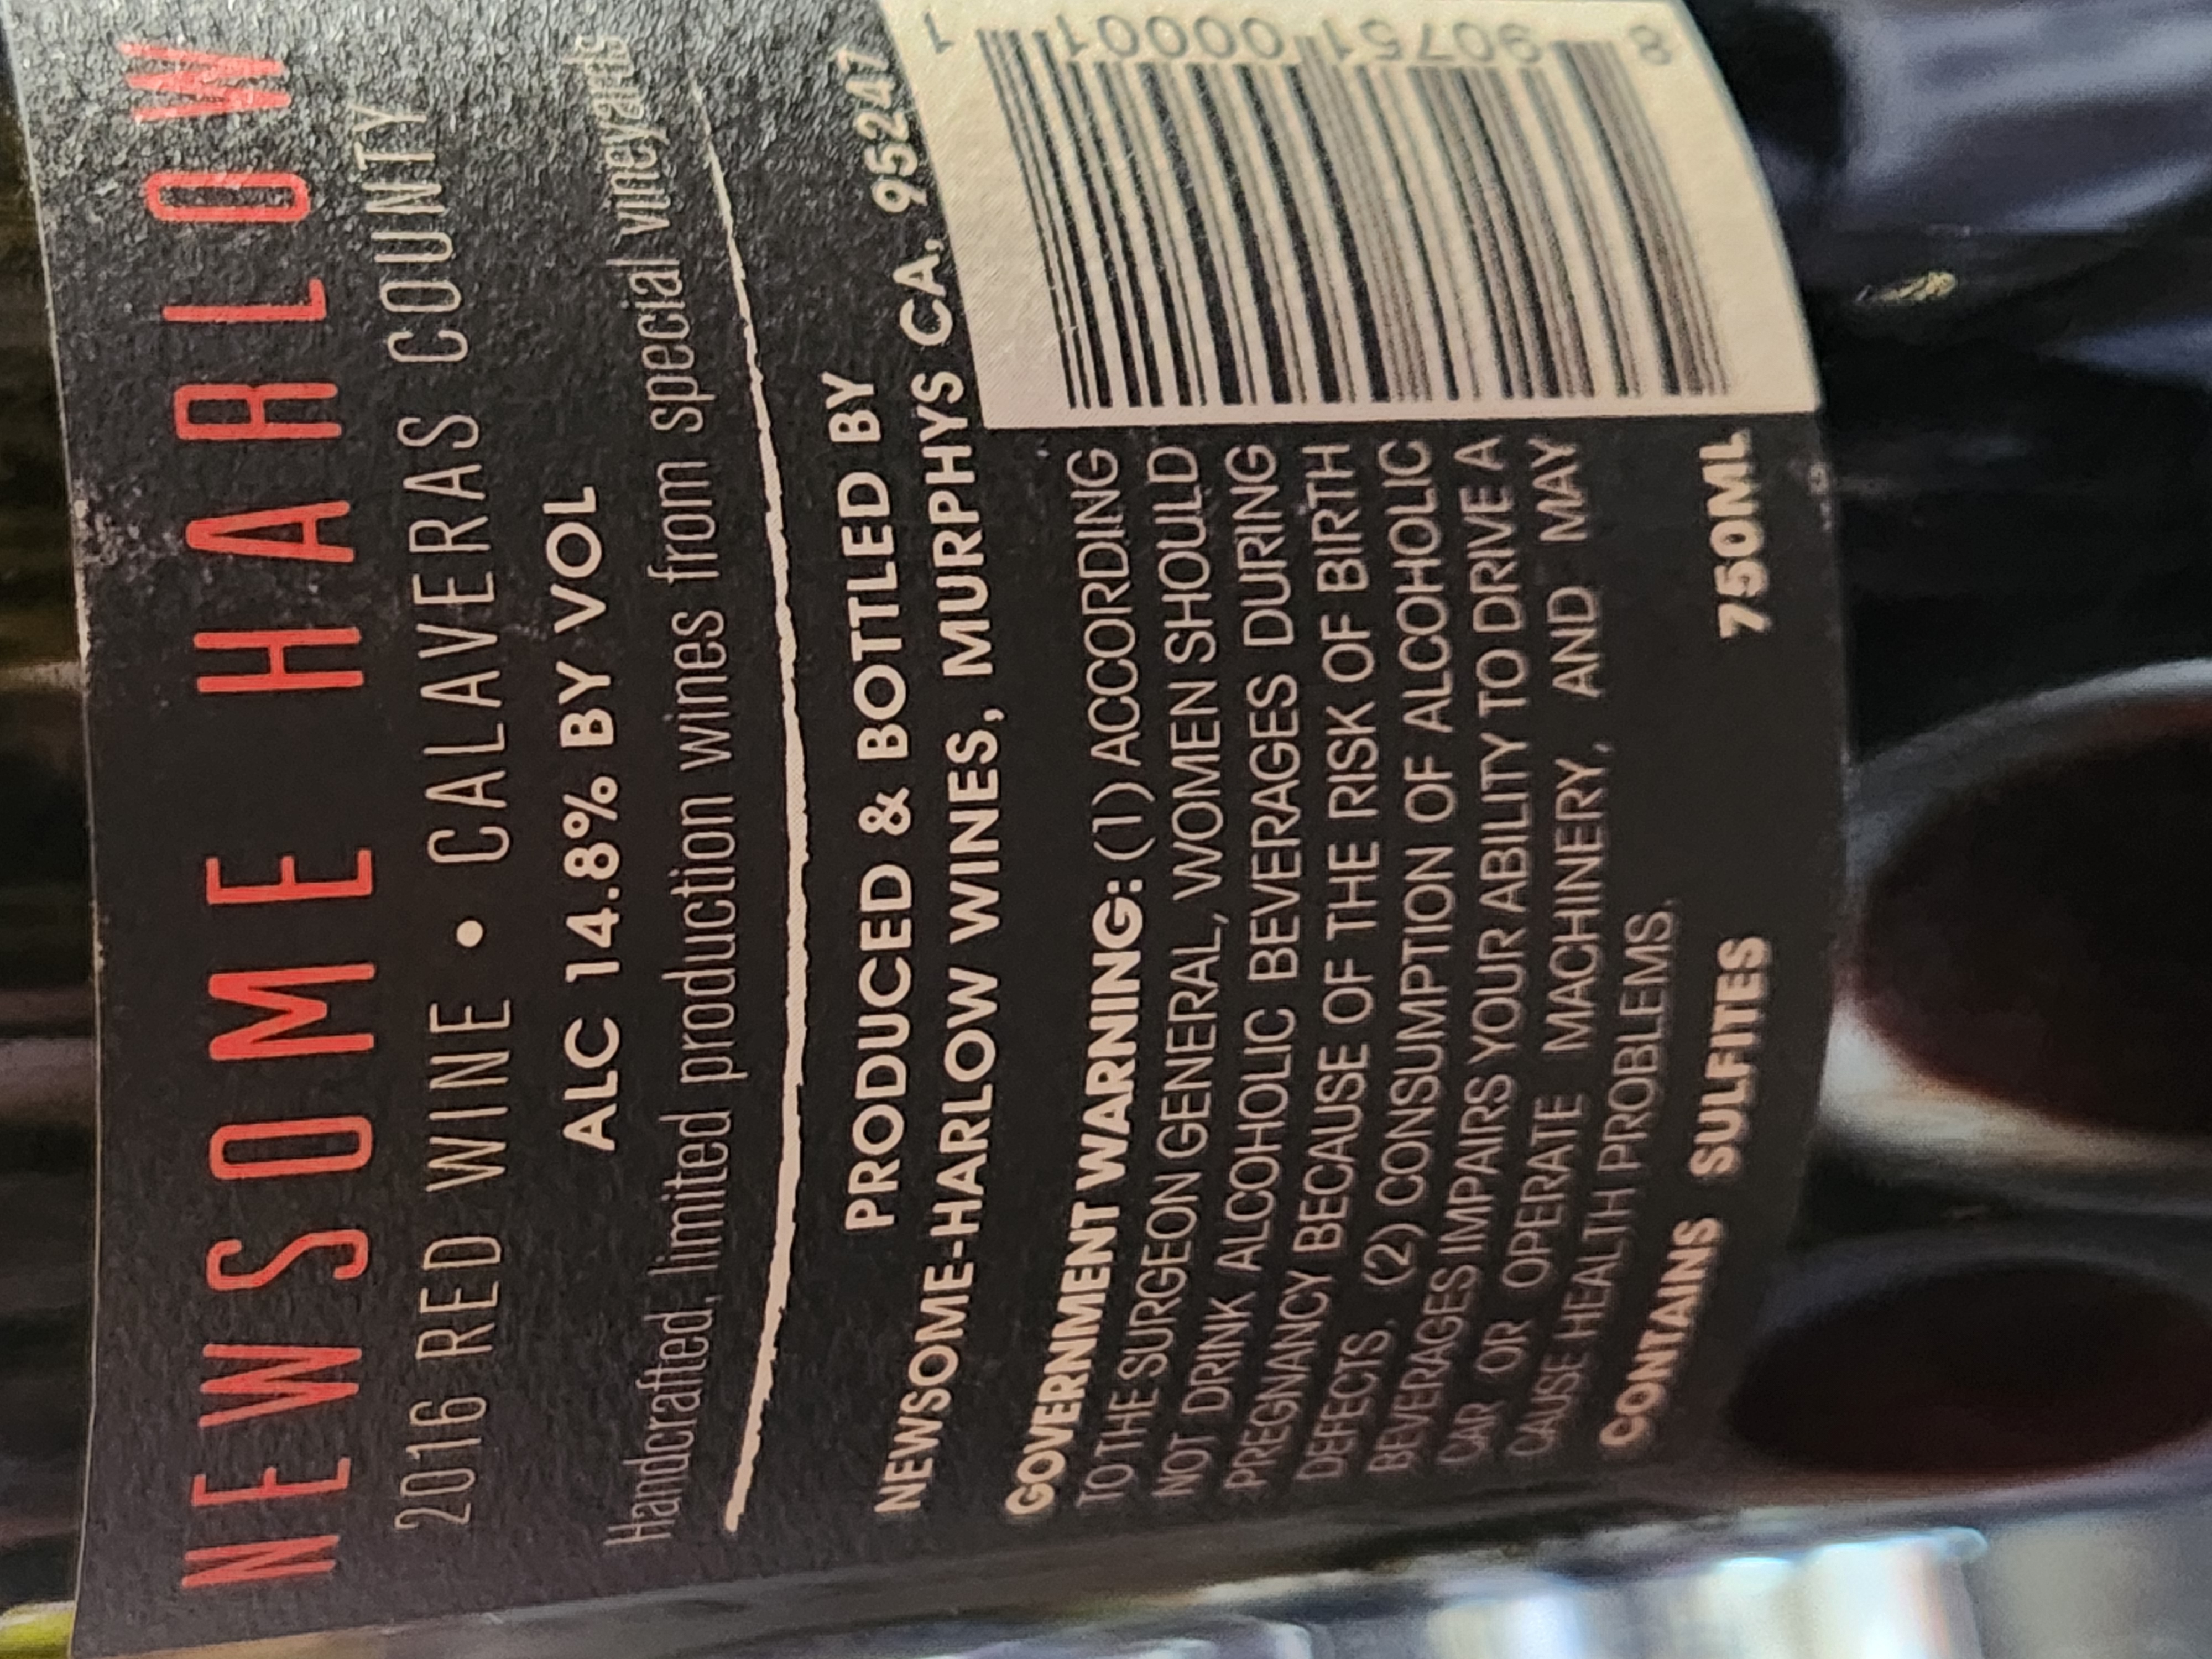 NEWSOME HARLOW
2016 RED WINE • CALAVERAS COUNTY
ALC 14.8% BY VOL
Handcrafted, limited production wines from special vineyards
PRODUCED & BOTTLED BY
NEWSOME-HARLOW WINES, MURPHYS CA, 95247
GOVERNMENT WARNING: (1) ACCORDING
TO THE SURGEON GENERAL, WOMEN SHOULD
NOT DRINK ALCOHOLIC BEVERAGES DURING
PREGNANCY BECAUSE OF THE RISK OF BIRTH
DEFECTS. (2) CONSUMPTION OF ALCOHOLIC
BEVERAGES IMPAIRS YOUR ABILITY TO DRIVE A
CAR OR OPERATE MACHINERY, AND MAY
CAUSE HEALTH PROBLEMS.
CONTAINS SULFITES 750ML
8 90751 00001 1